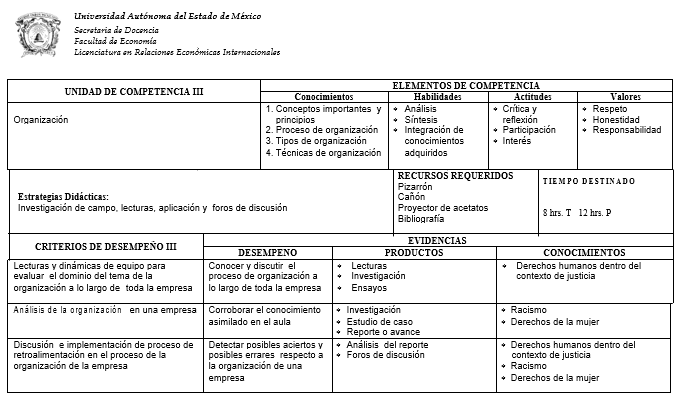 Universidad Autónoma del Estado de México
Secretaria de Docencia
Facultad de Economía
Licenciatura en Relaciones Económicas Internacionales
UNIDAD DE COMPETENCIA III
ELEMENTOS DE COMPETENCIA
Conocimientos
Habilidades
Actitudes
Valores
Organización
1. Conceptos importantes y
principios
2. Proceso de organización
3. Tipos de organización
4. Técnicas de organización
Análisis
Síntesis
Integración de
conocimientos
adquiridos
Crítica y
reflexión
Participación
Interés
Respeto
Honestidad
Responsabilidad
Estrategias Didácticas:
Investigación de campo, lecturas, aplicación y foros de discusión
RECURSOS REQUERIDOS
Pizarrón
Cañón
Proyector de acetatos
Bibliografía
TIEMPO DESTINADO
8 hrs. T 12 hrs. P
CRITERIOS DE DESEMPEÑO III
EVIDENCIAS
DESEMPENO
PRODUCTOS
CONOCIMIENTOS
Lecturas y dinámicas de equipo para
evaluar el dominio del tema de la
organización a lo largo de toda la empresa
Conocer y discutir el
proceso de organización a
lo largo de toda la empresa
Lecturas
Investigación
Ensayos
Derechos humanos dentro del
contexto de justicia
Análisis de la organización en una empresa
Corroborar el conocimiento
asimilado en el aula
Investigación
Estudio de caso
Reporte o avance
Racismo
Derechos de la mujer
Discusión e implementación de proceso de
retroalimentación en el proceso de la
organización de la empresa
Detectar posibles aciertos y
posibles errares respecto a
la organización de una
empresa
Análisis del reporte
Foros de discusión
Derechos humanos dentro del
contexto de justicia
Racismo
Derechos de la mujer